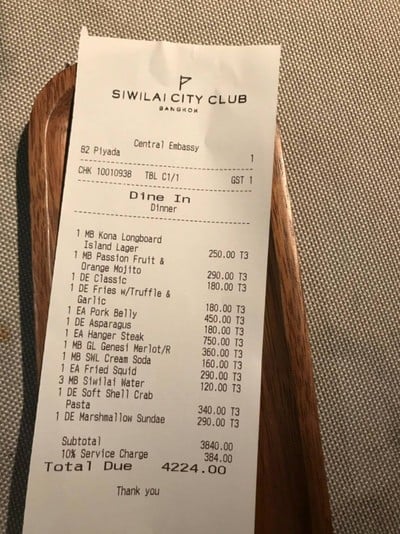 SIWILAI CITY CLUB
BANGKOK
Central Embassy
82 Piyada 1
CHK 10010938 TBL C1/1 GST 1
Dine In
Dinner
1 MB Kona Longboard
Island Lager 250.00 T3
1 MB Passion Fruit &
Orange Mojito 290.00 T3
1 DE Classic 180.00 T3
1 DE Fries w/Truffle &
Garlic 180.00 T3
1 EA Pork Belly 450.00 T3
1 DE Asparagus 180.00 T3
1 EA Hanger Steak 750.00 T3
1 MB GL Genesi Merlot/R 360.00 T3
1 MB SWL Cream Soda 160.00 T3
1 EA Fried Squid 290.00 T3
3 MB Siwilai Water 120.00 T3
1 DE Soft Shell Crab
Pasta 340.00 T3
1 DE Marshmallow Sundae 290.00 T3
Subtotal 3840.00
10% Service Charge 384.00
Total Due 4224.00
Thank you